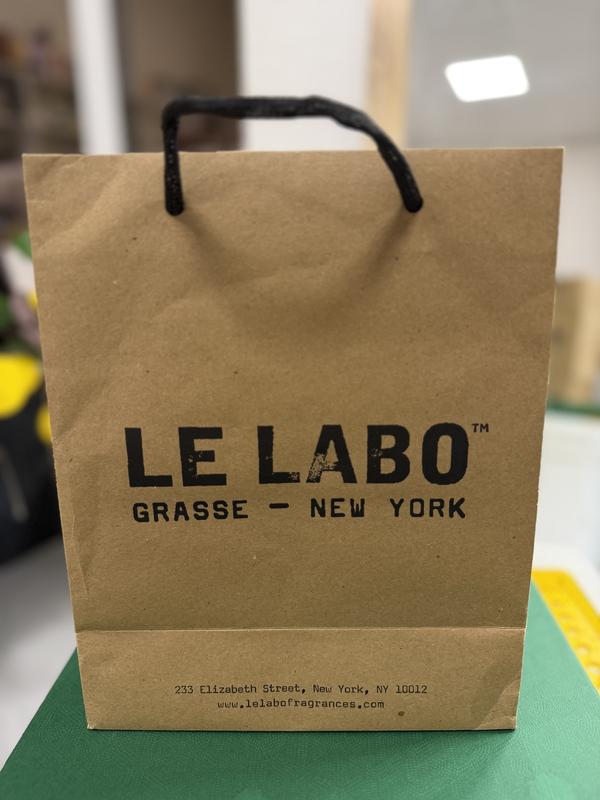 LE LABO™
GRASSE — NEW YORK
233 Elizabeth Street, New York, NY 10012
www.lelabofragrances.com